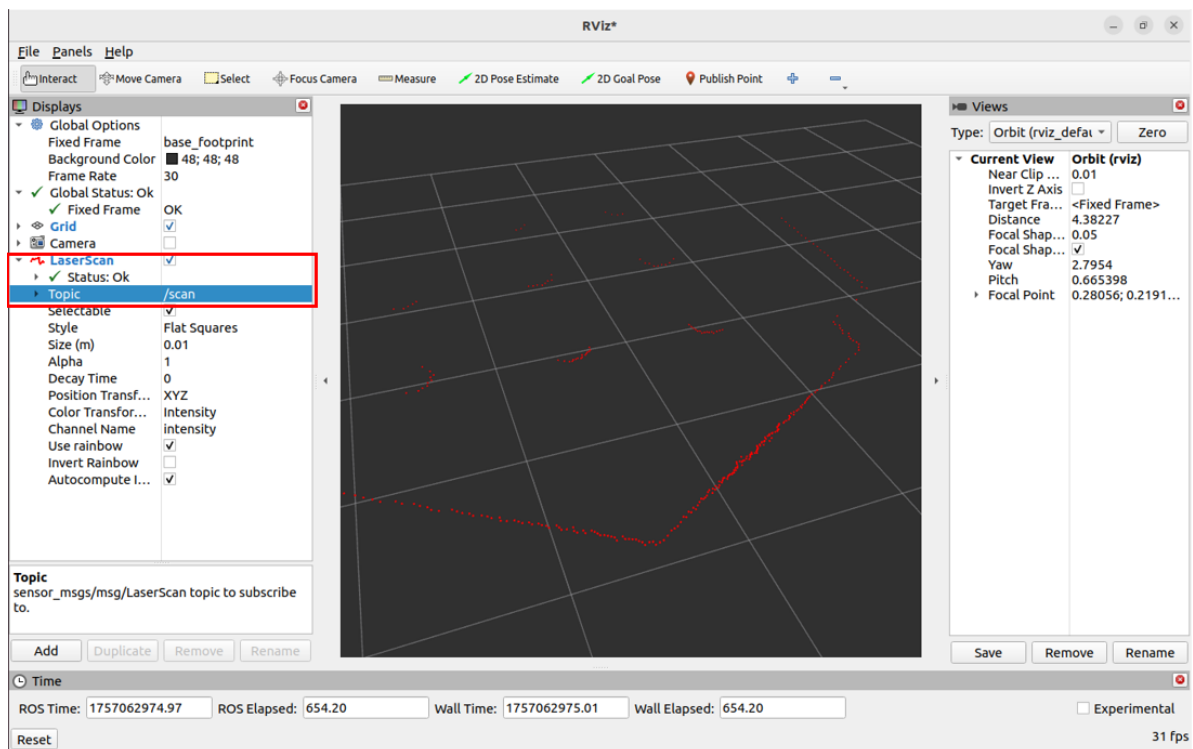 RViz*
File Panels Help
Interact Move Camera Select Focus Camera Measure 2D Pose Estimate 2D Goal Pose Publish Point
Displays
Global Options
Fixed Frame base_footprint
Background Color 48; 48; 48
Frame Rate 30
Global Status: Ok
Fixed Frame OK
Grid
Camera
LaserScan
Status: Ok
Topic /scan
Selectable
Style Flat Squares
Size (m) 0.01
Alpha 1
Decay Time 0
Position Transf... XYZ
Color Transfor... Intensity
Channel Name intensity
Use rainbow
Invert Rainbow
Autocompute I...
Topic
sensor_msgs/msg/LaserScan topic to subscribe
to.
Add Duplicate Remove Rename
Views
Type: Orbit (rviz_defau Zero
Current View Orbit (rviz)
Near Clip ... 0.01
Invert Z Axis
Target Fra... <Fixed Frame>
Distance 4.38227
Focal Shap... 0.05
Focal Shap...
Yaw 2.7954
Pitch 0.665398
Focal Point 0.28056; 0.2191...
Save Remove Rename
Time
ROS Time: 1757062974.97 ROS Elapsed: 654.20 Wall Time: 1757062975.01 Wall Elapsed: 654.20 Experimental
Reset 31 fps